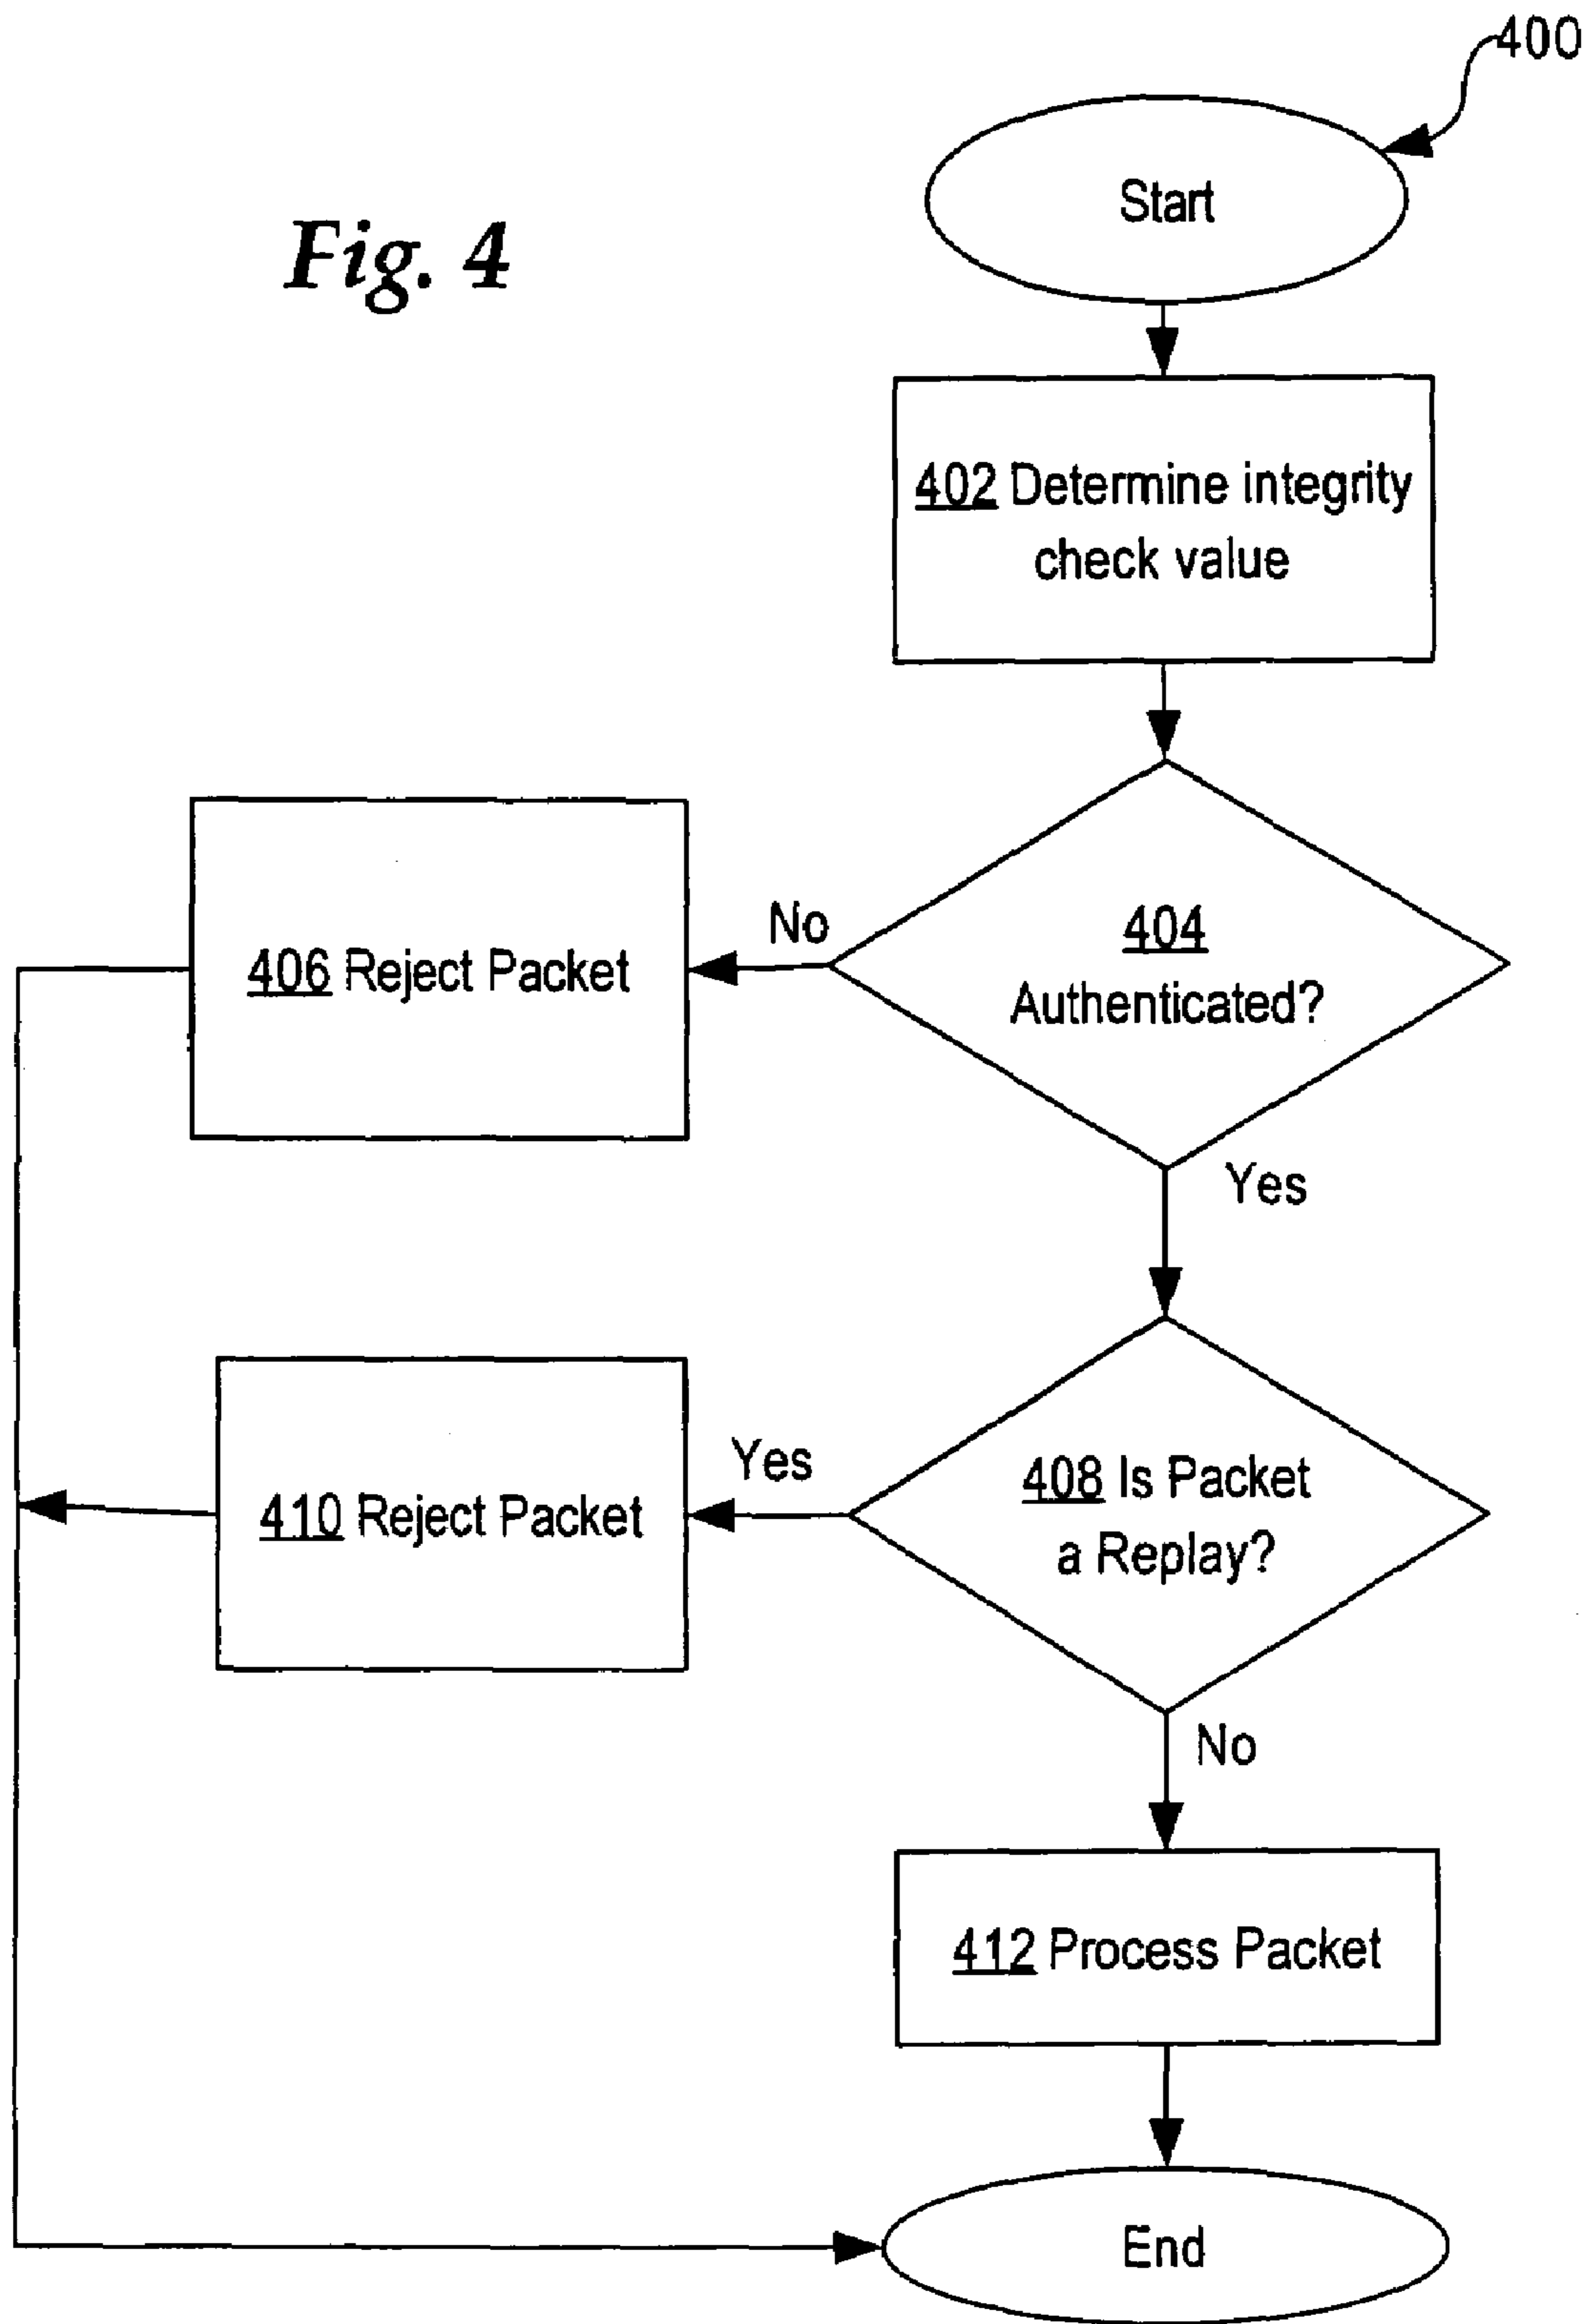 400
Start
Fig. 4
402 Determine integrity
check value
404
Authenticated?
No
406 Reject Packet
Yes
408 Is Packet
a Replay?
Yes
410 Reject Packet
No
412 Process Packet
End